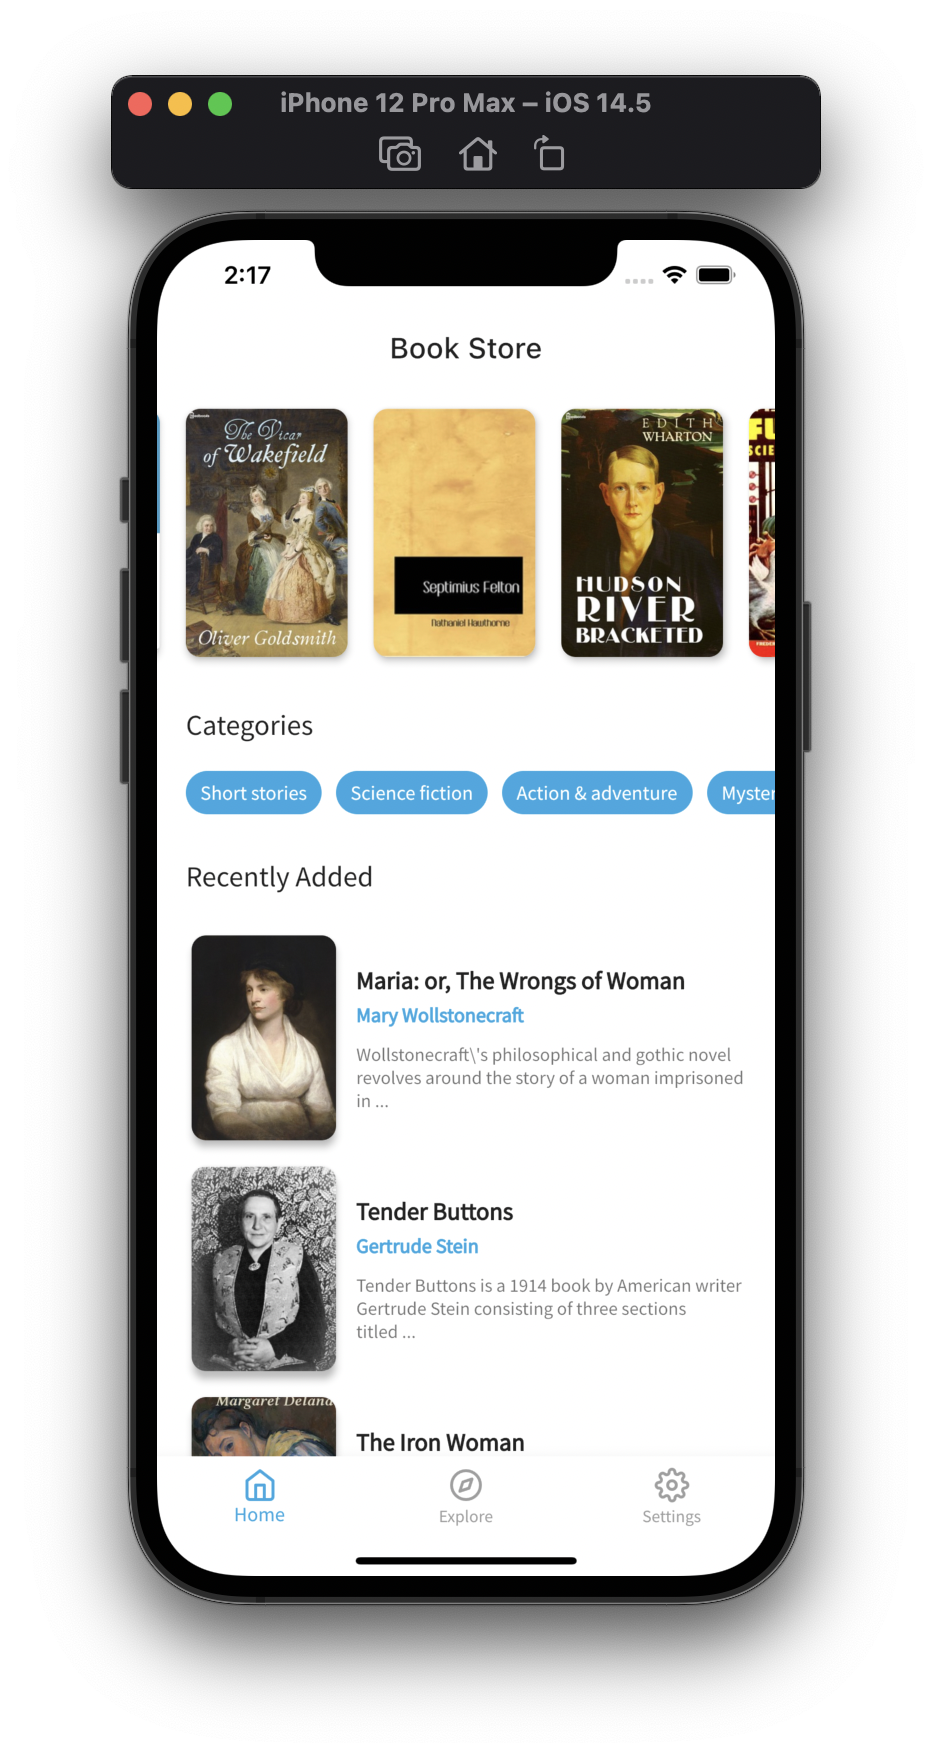 iPhone 12 Pro Max – iOS 14.5
2:17
Book Store
The Vicar
of Wakefield
Oliver Goldsmith
Septimius Felton
Nathaniel Hawthorne
EDITH
WHARTON
HUDSON
RIVER
BRACKETED
FU
SCIE
Categories
Short stories
Science fiction
Action & adventure
Myster
Recently Added
Maria: or, The Wrongs of Woman
Mary Wollstonecraft
Wollstonecraft\'s philosophical and gothic novel
revolves around the story of a woman imprisoned
in ...
Tender Buttons
Gertrude Stein
Tender Buttons is a 1914 book by American writer
Gertrude Stein consisting of three sections
titled ...
Margaret Deland
The Iron Woman
Home
Explore
Settings